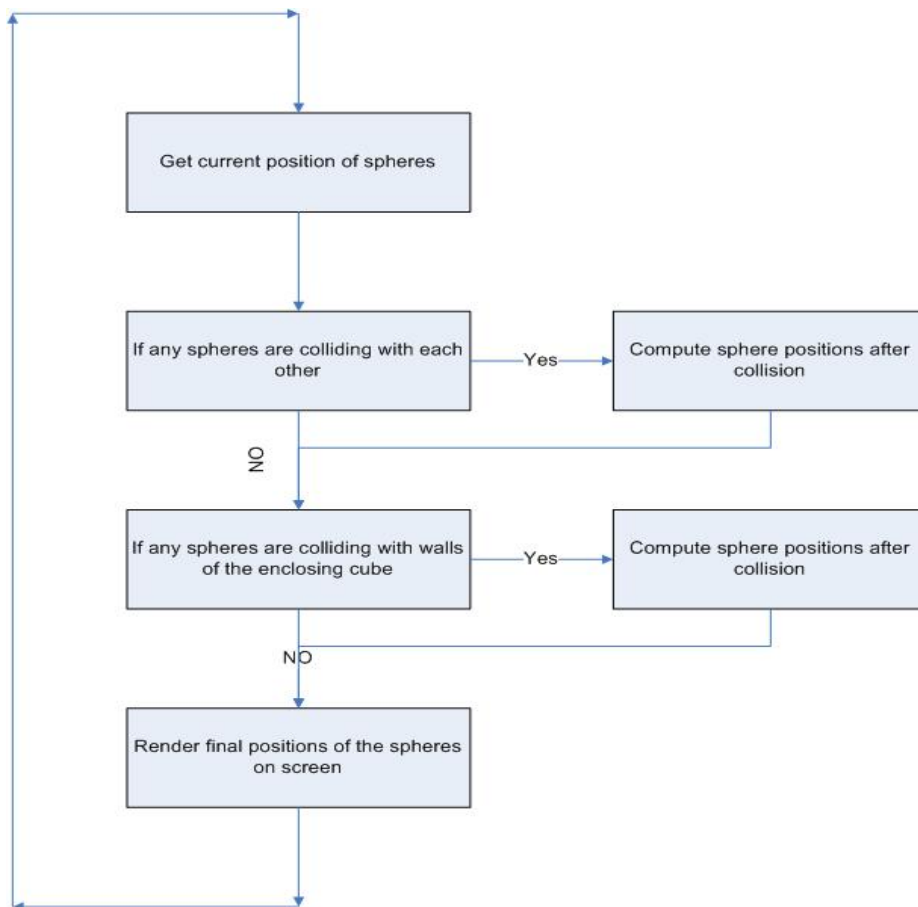 Get current position of spheres
If any spheres are colliding with each
other
Yes
Compute sphere positions after
collision
NO
If any spheres are colliding with walls
of the enclosing cube
Yes
Compute sphere positions after
collision
NO
Render final positions of the spheres
on screen